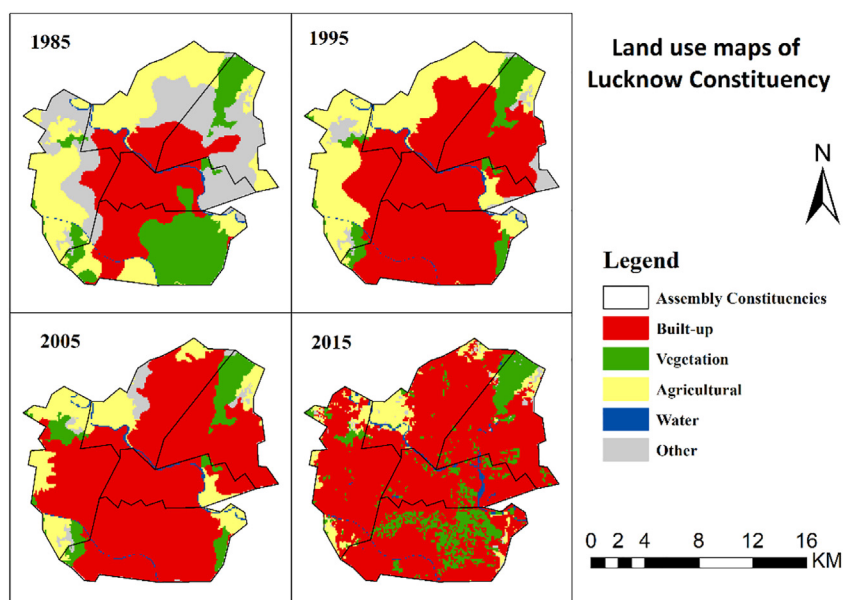 1985
1995
Land use maps of
Lucknow Constituency
N
2005
2015
Legend
Assembly Constituencies
Built-up
Vegetation
Agricultural
Water
Other
0 2 4 8 12 16
KM